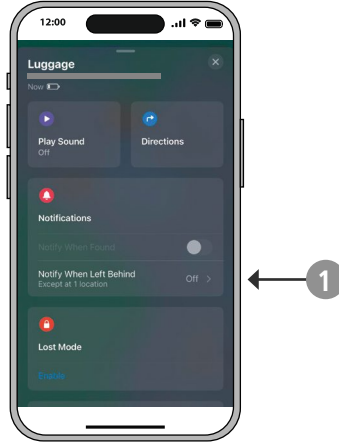 12:00
Luggage
Now
Play Sound
Off
Directions
Notifications
Notify When Found
Notify When Left Behind
Except at 1 location
Off
Lost Mode
Enable
1